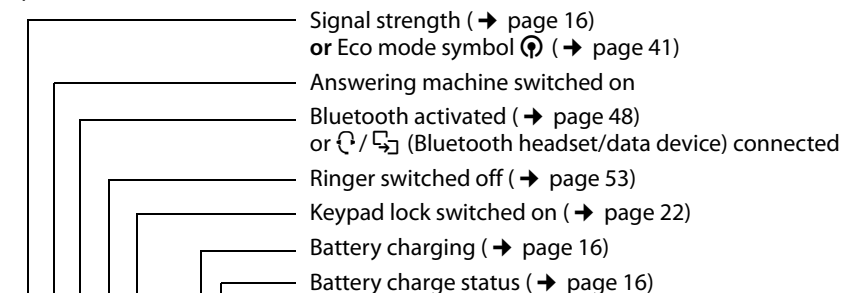 Signal strength (➔ page 16)
or Eco mode symbol (➔ page 41)
Answering machine switched on
Bluetooth activated (➔ page 48)
or / (Bluetooth headset/data device) connected
Ringer switched off (➔ page 53)
Keypad lock switched on (➔ page 22)
Battery charging (➔ page 16)
Battery charge status (➔ page 16)